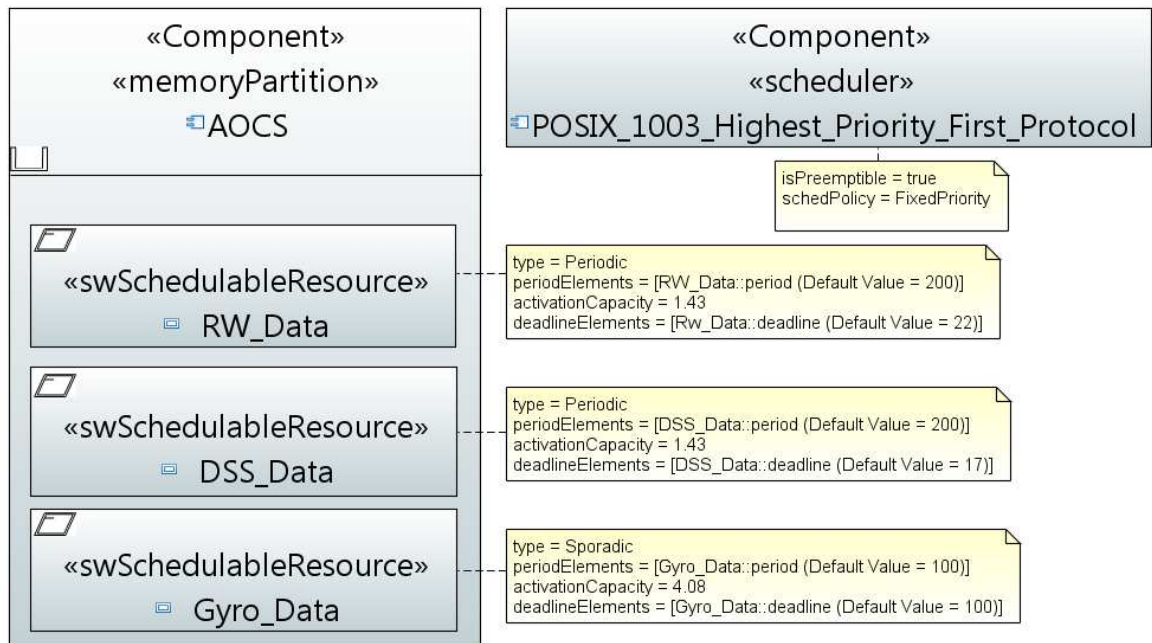 «Component»
«memoryPartition»
AOCS
«Component»
«scheduler»
POSIX_1003_Highest_Priority_First_Protocol
isPreemptible = true
schedPolicy = FixedPriority
«swSchedulableResource»
RW_Data
type = Periodic
periodElements = [RW_Data::period (Default Value = 200)]
activationCapacity = 1.43
deadlineElements = [Rw_Data::deadline (Default Value = 22)]
«swSchedulableResource»
DSS_Data
type = Periodic
periodElements = [DSS_Data::period (Default Value = 200)]
activationCapacity = 1.43
deadlineElements = [DSS_Data::deadline (Default Value = 17)]
«swSchedulableResource»
Gyro_Data
type = Sporadic
periodElements = [Gyro_Data::period (Default Value = 100)]
activationCapacity = 4.08
deadlineElements = [Gyro_Data::deadline (Default Value = 100)]